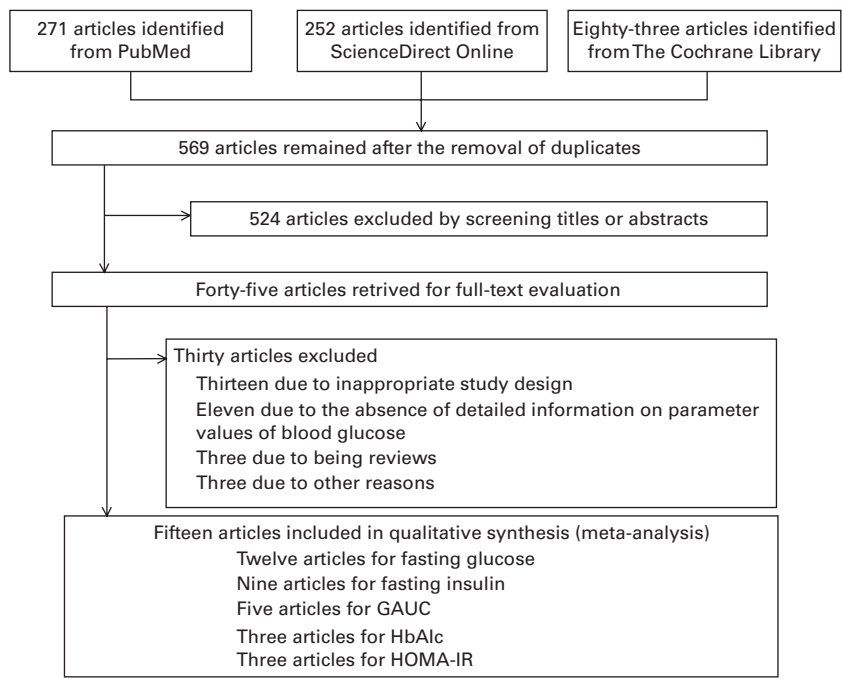 271 articles identified
from PubMed
252 articles identified from
ScienceDirect Online
Eighty-three articles identified
from The Cochrane Library
569 articles remained after the removal of duplicates
524 articles excluded by screening titles or abstracts
Forty-five articles retrived for full-text evaluation
Thirty articles excluded
Thirteen due to inappropriate study design
Eleven due to the absence of detailed information on parameter
values of blood glucose
Three due to being reviews
Three due to other reasons
Fifteen articles included in qualitative synthesis (meta-analysis)
Twelve articles for fasting glucose
Nine articles for fasting insulin
Five articles for GAUC
Three articles for HbAlc
Three articles for HOMA-IR